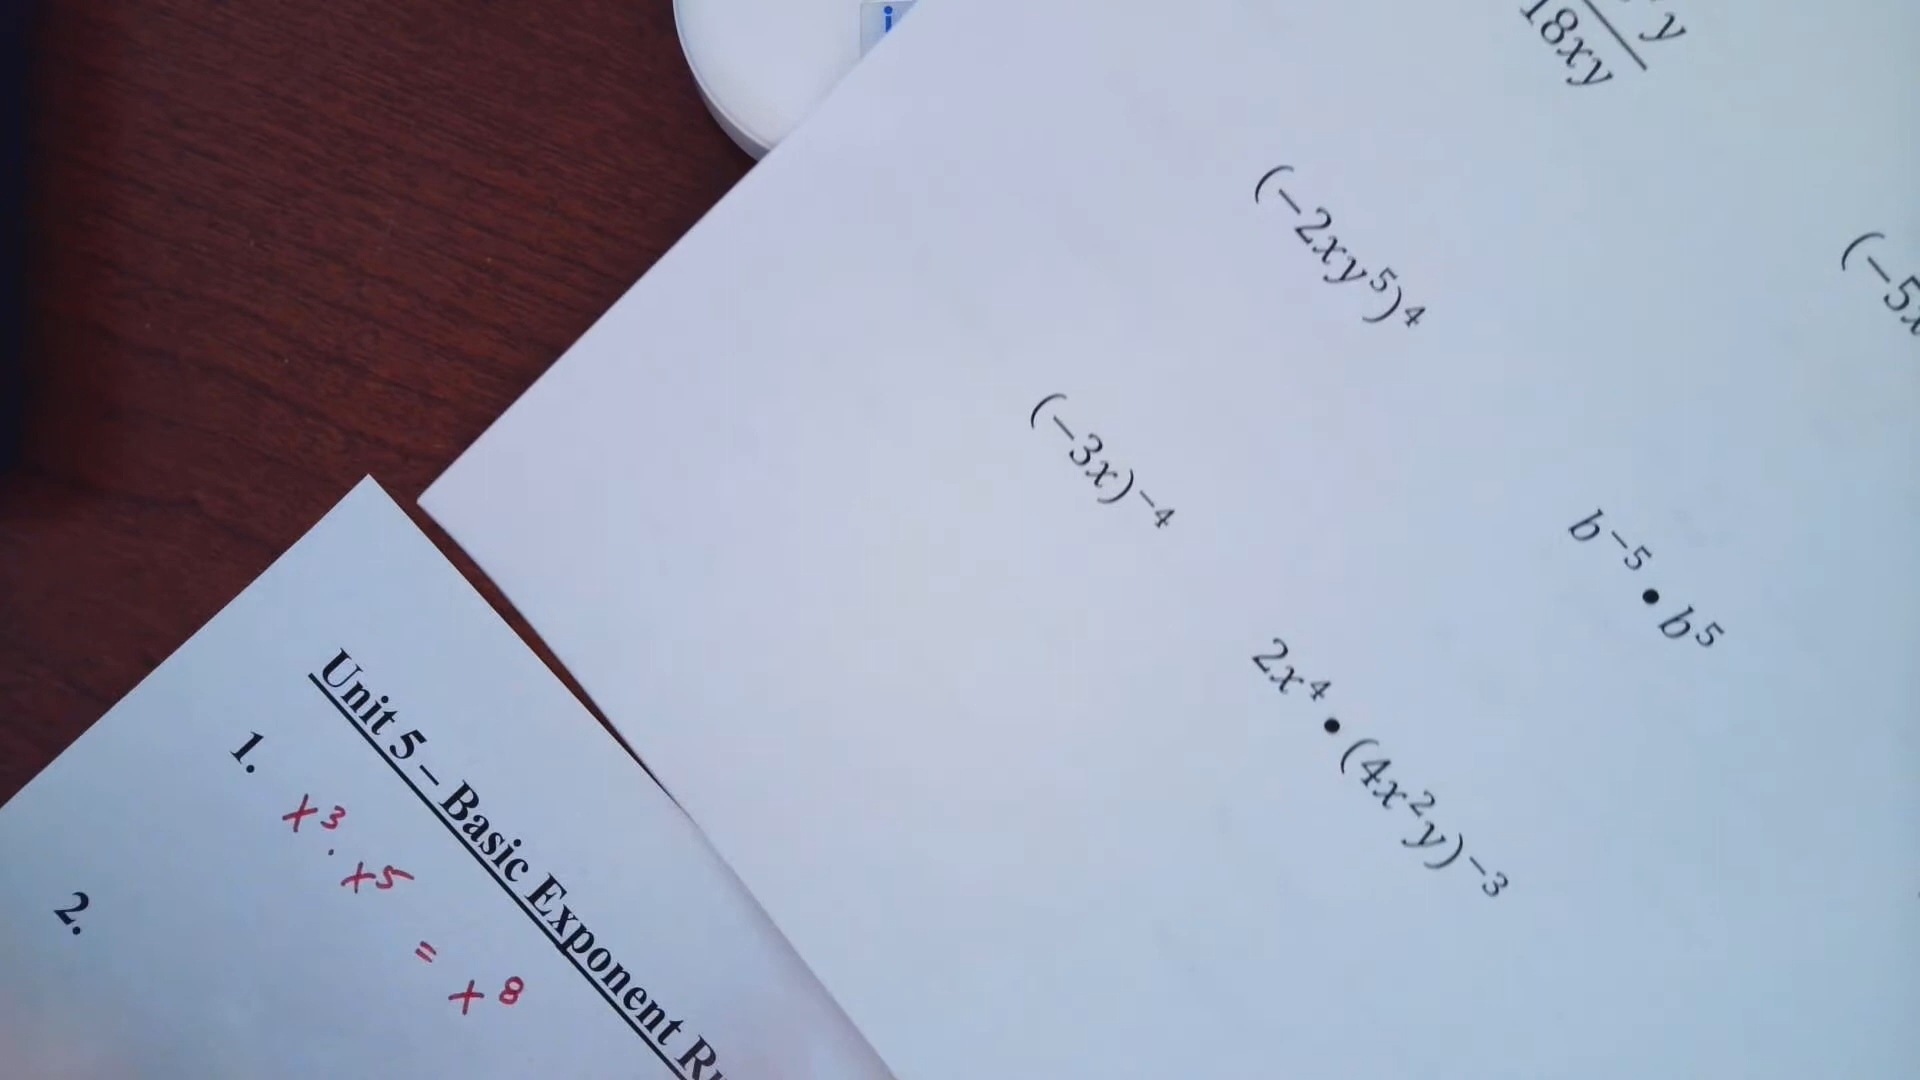 y
18xy
(−2xy⁵)⁴
(−5x
(−3x)⁻⁴
b⁻⁵ • b⁵
2x⁴ • (4x²y)⁻³
Unit 5 – Basic Exponent
1. x³ · x⁵ = x⁸
2.